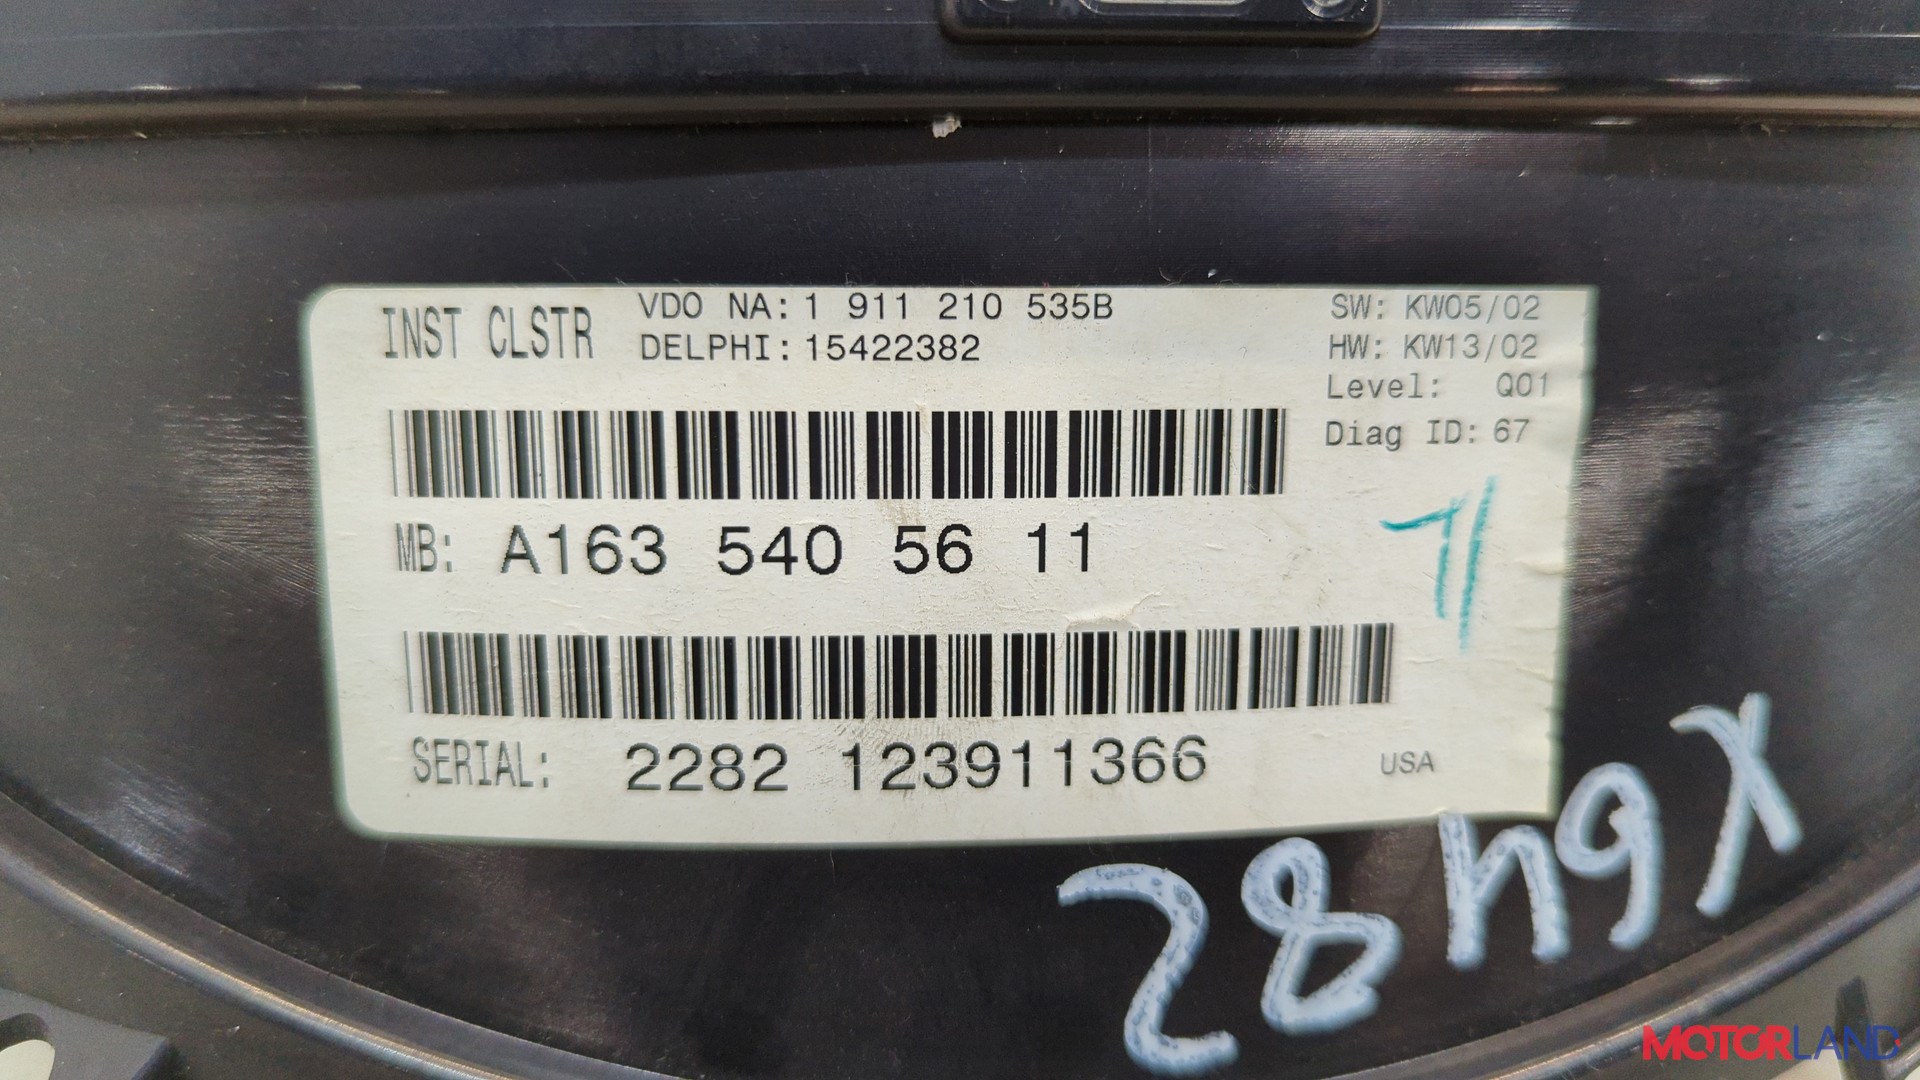 INST CLSTR
VDO NA: 1 911 210 535B
DELPHI: 15422382
SW: KW05/02
HW: KW13/02
Level: Q01
Diag ID: 67
MB: A163 540 56 11
SERIAL: 2282 123911366
USA
MOTORLAND